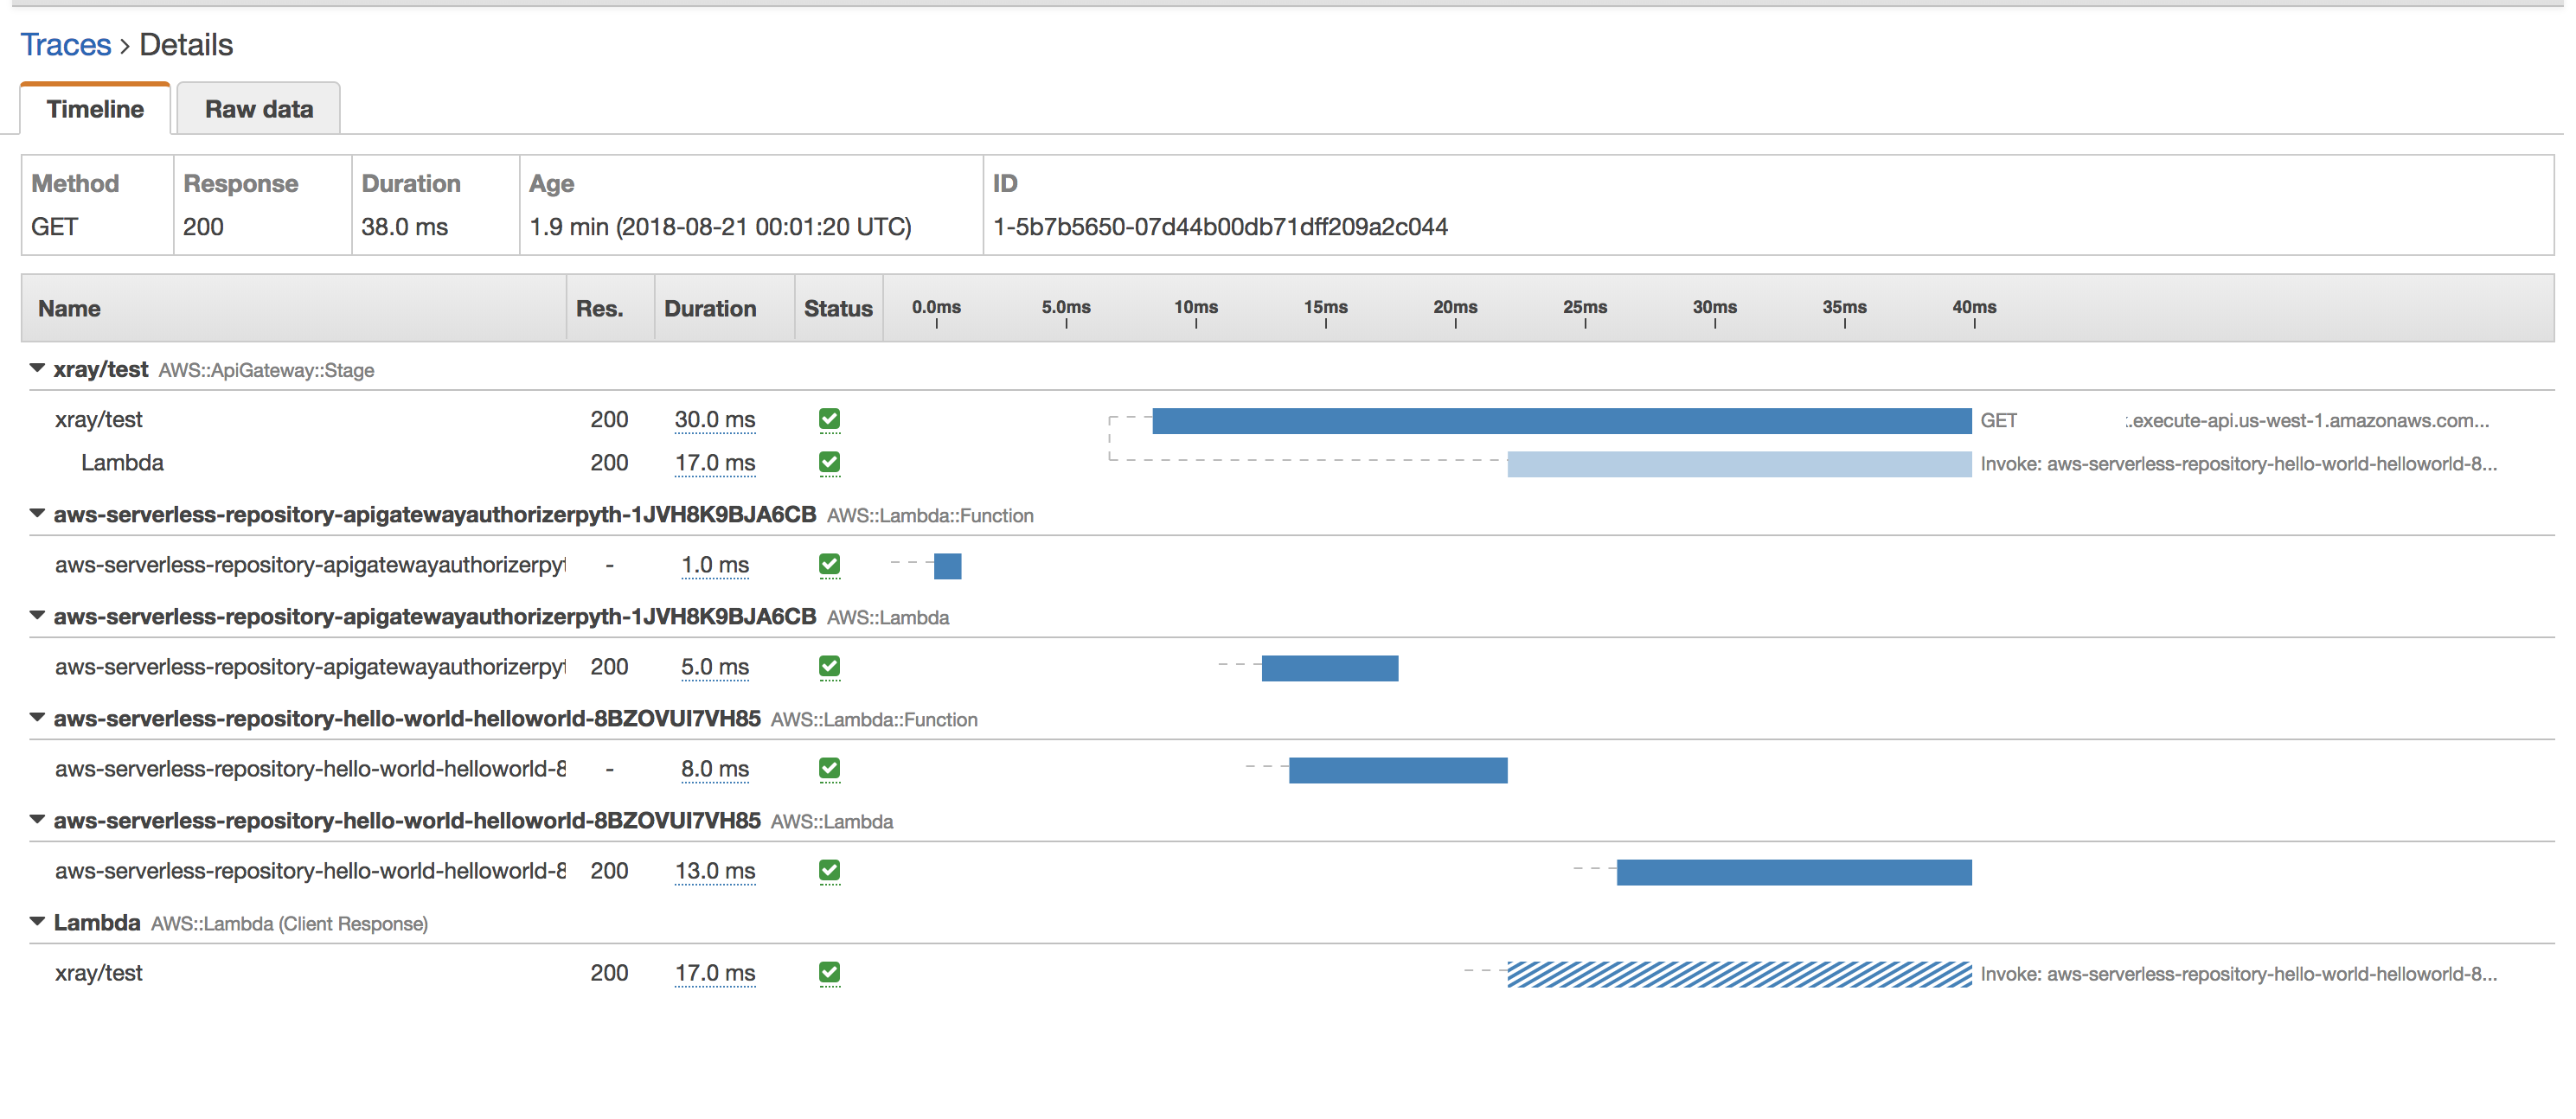 Traces > Details
Timeline Raw data
Method Response Duration Age ID
GET 200 38.0 ms 1.9 min (2018-08-21 00:01:20 UTC) 1-5b7b5650-07d44b00db71dff209a2c044
Name Res. Duration Status 0.0ms 5.0ms 10ms 15ms 20ms 25ms 30ms 35ms 40ms
xray/test AWS::ApiGateway::Stage
xray/test 200 30.0 ms GET .execute-api.us-west-1.amazonaws.com...
Lambda 200 17.0 ms Invoke: aws-serverless-repository-hello-world-helloworld-8...
aws-serverless-repository-apigatewayauthorizerpyth-1JVH8K9BJA6CB AWS::Lambda::Function
aws-serverless-repository-apigatewayauthorizerpyt - 1.0 ms
aws-serverless-repository-apigatewayauthorizerpyth-1JVH8K9BJA6CB AWS::Lambda
aws-serverless-repository-apigatewayauthorizerpyt 200 5.0 ms
aws-serverless-repository-hello-world-helloworld-8BZOVUI7VH85 AWS::Lambda::Function
aws-serverless-repository-hello-world-helloworld-8 - 8.0 ms
aws-serverless-repository-hello-world-helloworld-8BZOVUI7VH85 AWS::Lambda
aws-serverless-repository-hello-world-helloworld-8 200 13.0 ms
Lambda AWS::Lambda (Client Response)
xray/test 200 17.0 ms Invoke: aws-serverless-repository-hello-world-helloworld-8...